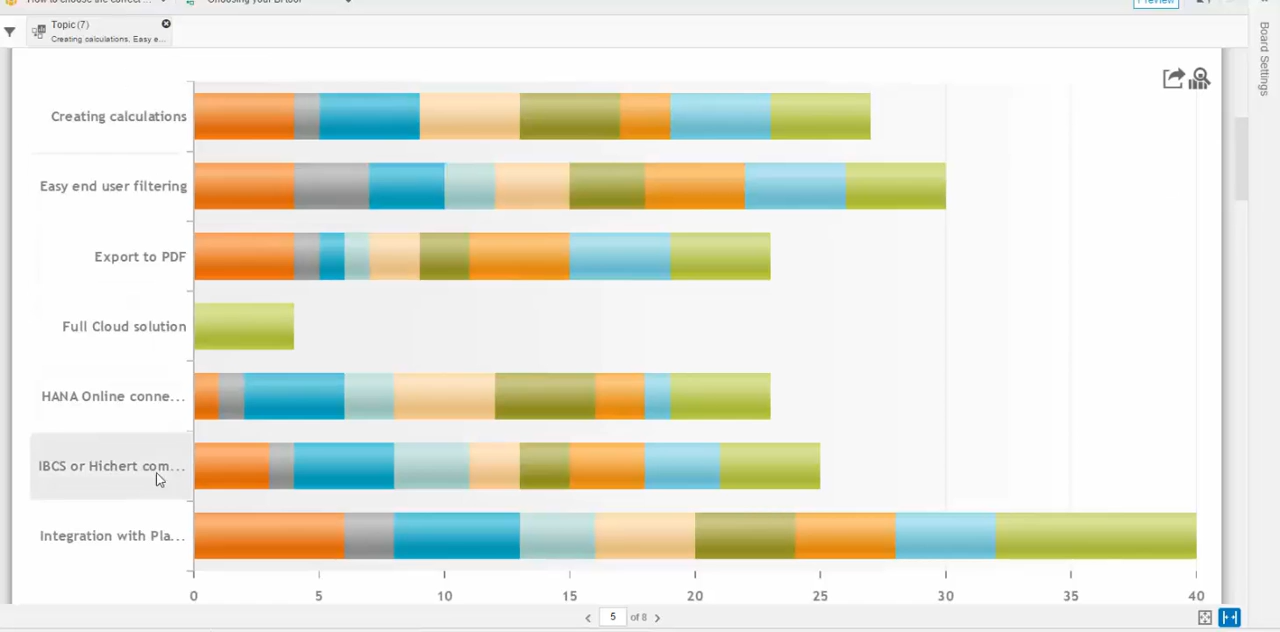 Preview
Topic (7)
Creating calculations. Easy e...
Board Settings
Creating calculations
Easy end user filtering
Export to PDF
Full Cloud solution
HANA Online conne...
IBCS or Hichert com...
Integration with Pla...
0 5 10 15 20 25 30 35 40
5 of 8